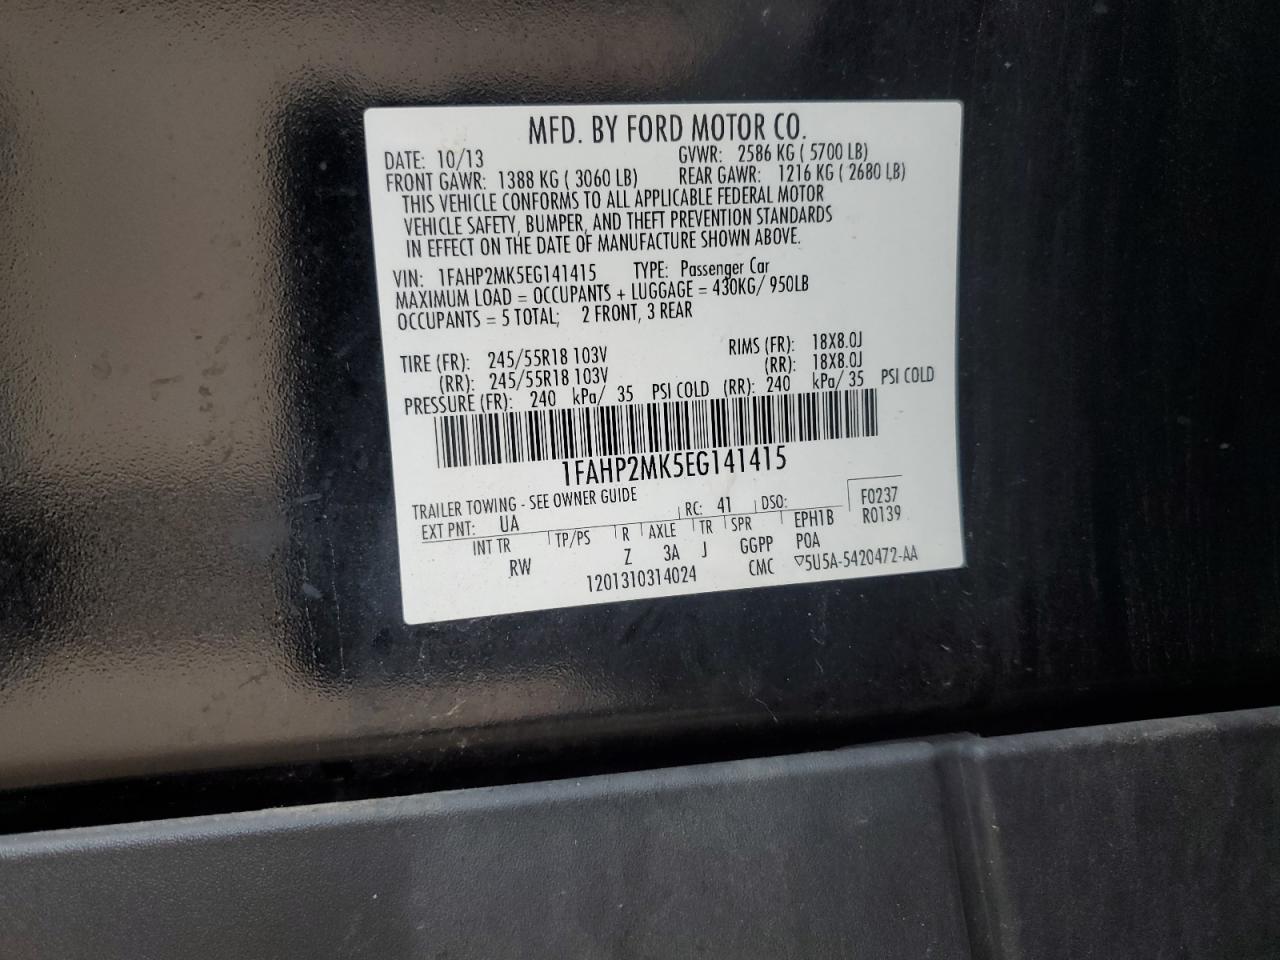 MFD. BY FORD MOTOR CO.
DATE: 10/13 GVWR: 2586 KG ( 5700 LB)
FRONT GAWR: 1388 KG ( 3060 LB) REAR GAWR: 1216 KG ( 2680 LB)
THIS VEHICLE CONFORMS TO ALL APPLICABLE FEDERAL MOTOR
VEHICLE SAFETY, BUMPER, AND THEFT PREVENTION STANDARDS
IN EFFECT ON THE DATE OF MANUFACTURE SHOWN ABOVE.
VIN: 1FAHP2MK5EG141415 TYPE: Passenger Car
MAXIMUM LOAD = OCCUPANTS + LUGGAGE = 430KG/ 950LB
OCCUPANTS = 5 TOTAL; 2 FRONT, 3 REAR
TIRE (FR): 245/55R18 103V RIMS (FR): 18X8.0J
(RR): 245/55R18 103V (RR): 18X8.0J
PRESSURE (FR): 240 kPa/ 35 PSI COLD (RR): 240 kPa/ 35 PSI COLD
1FAHP2MK5EG141415
TRAILER TOWING - SEE OWNER GUIDE F0237
EXT PNT: UA RC: 41 DSO: R0139
INT TR TP/PS R AXLE TR SPR EPH1B
RW Z 3A J GGPP POA
1201310314024 CMC ▽5U5A-5420472-AA